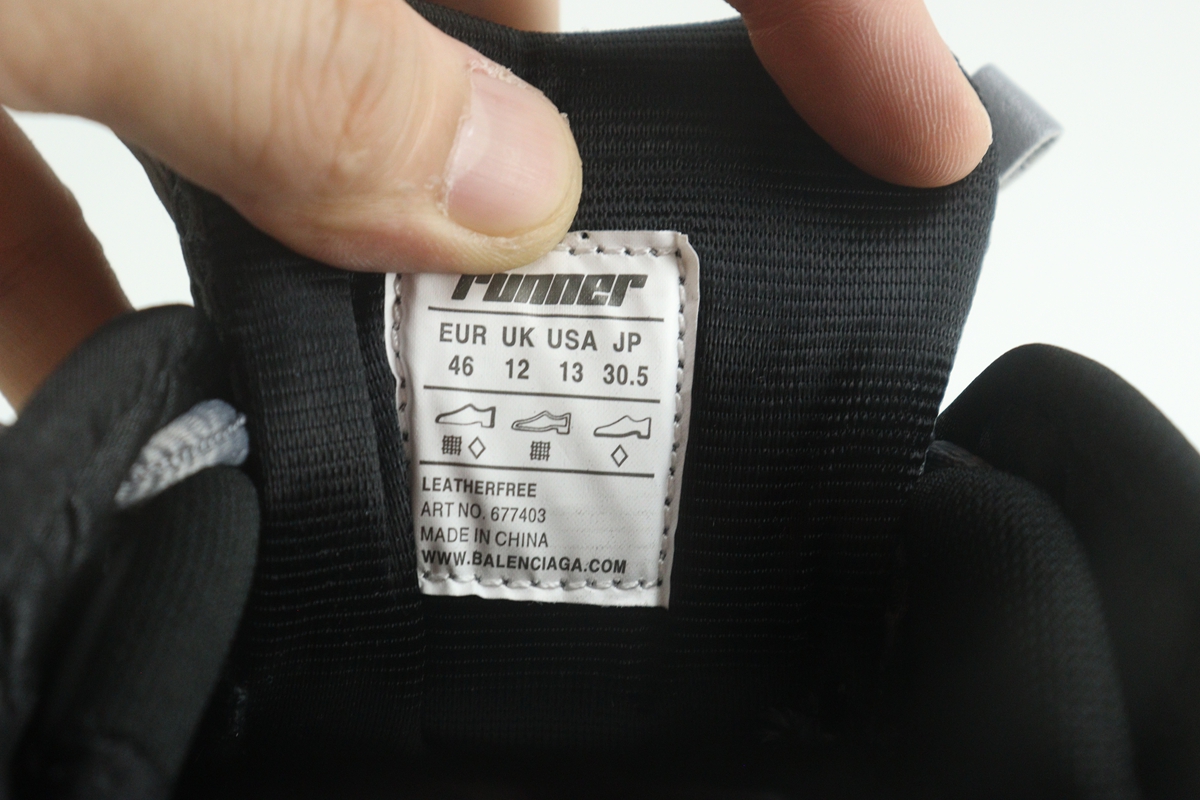 runner
EUR UK USA JP
46 12 13 30.5
LEATHERFREE
ART NO. 677403
MADE IN CHINA
WWW.BALENCIAGA.COM